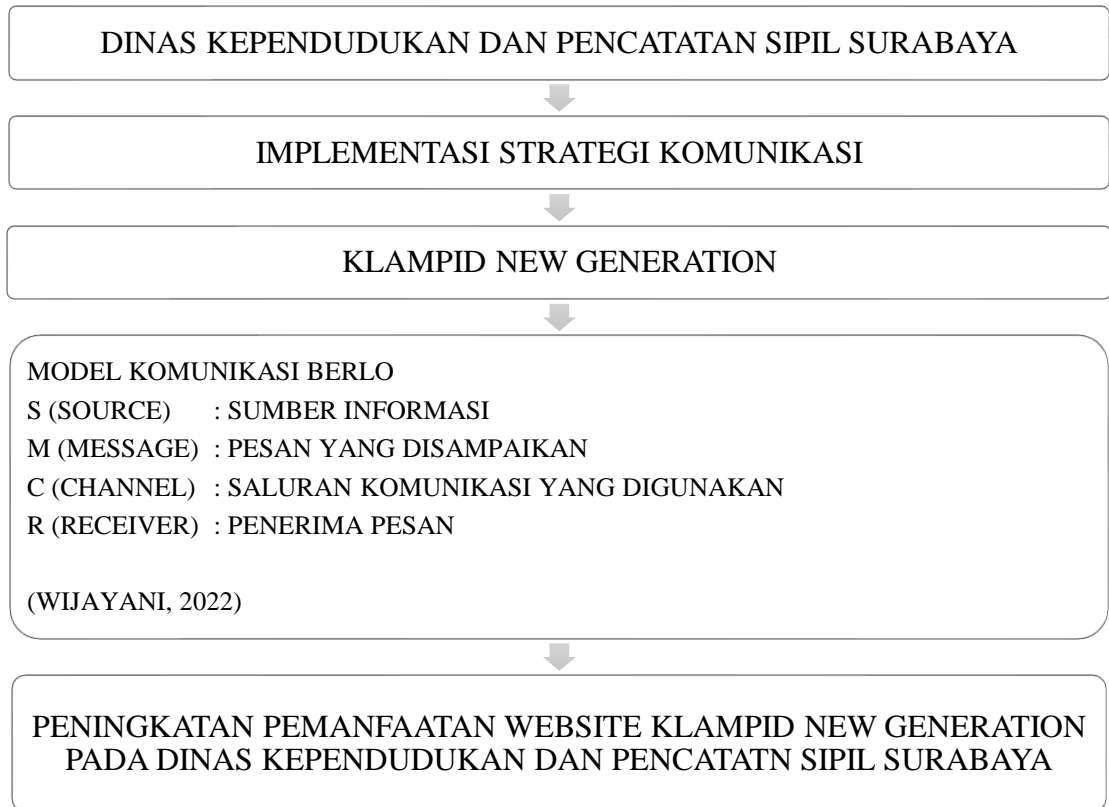 DINAS KEPENDUDUKAN DAN PENCATATAN SIPIL SURABAYA
IMPLEMENTASI STRATEGI KOMUNIKASI
KLAMPID NEW GENERATION
MODEL KOMUNIKASI BERLO
S (SOURCE) : SUMBER INFORMASI
M (MESSAGE) : PESAN YANG DISAMPAIKAN
C (CHANNEL) : SALURAN KOMUNIKASI YANG DIGUNAKAN
R (RECEIVER) : PENERIMA PESAN
(WIJAYANI, 2022)
PENINGKATAN PEMANFAATAN WEBSITE KLAMPID NEW GENERATION
PADA DINAS KEPENDUDUKAN DAN PENCATATN SIPIL SURABAYA